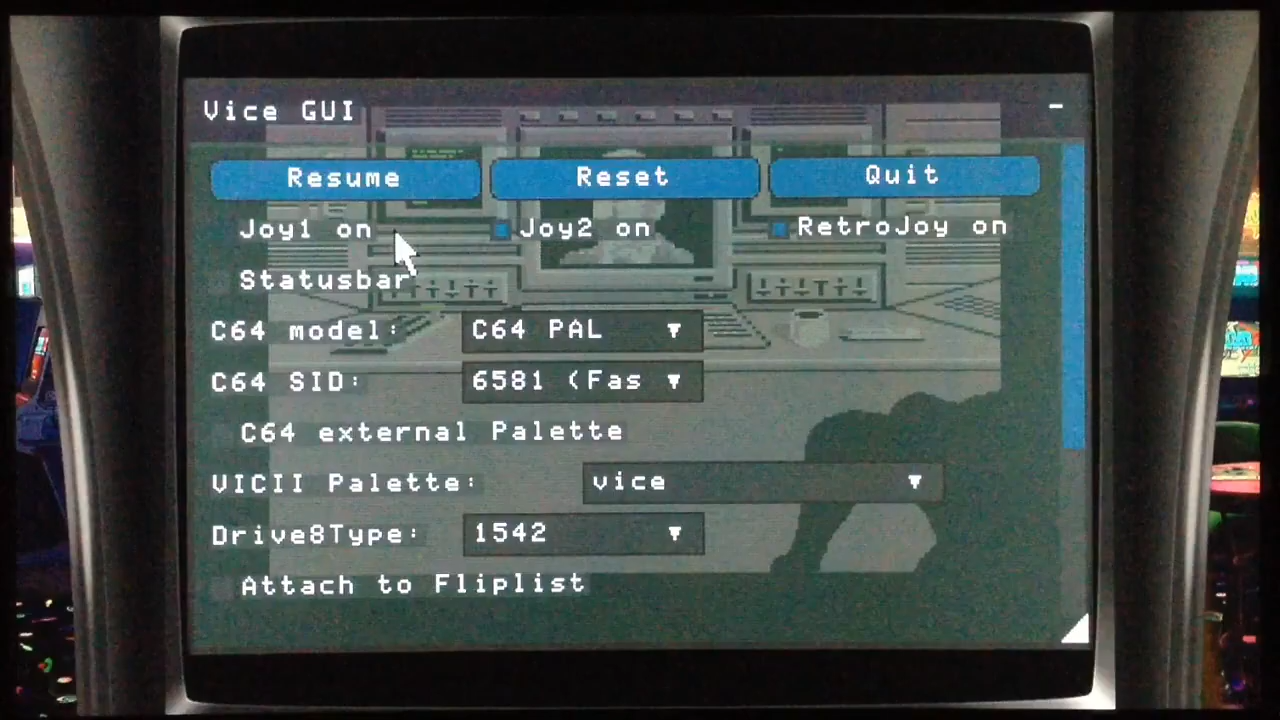 Vice GUI
Resume Reset Quit
Joy1 on Joy2 on RetroJoy on
Statusbar
C64 model: C64 PAL
C64 SID: 6581 (Fas
C64 external Palette
VICII Palette: vice
Drive8Type: 1542
Attach to Fliplist